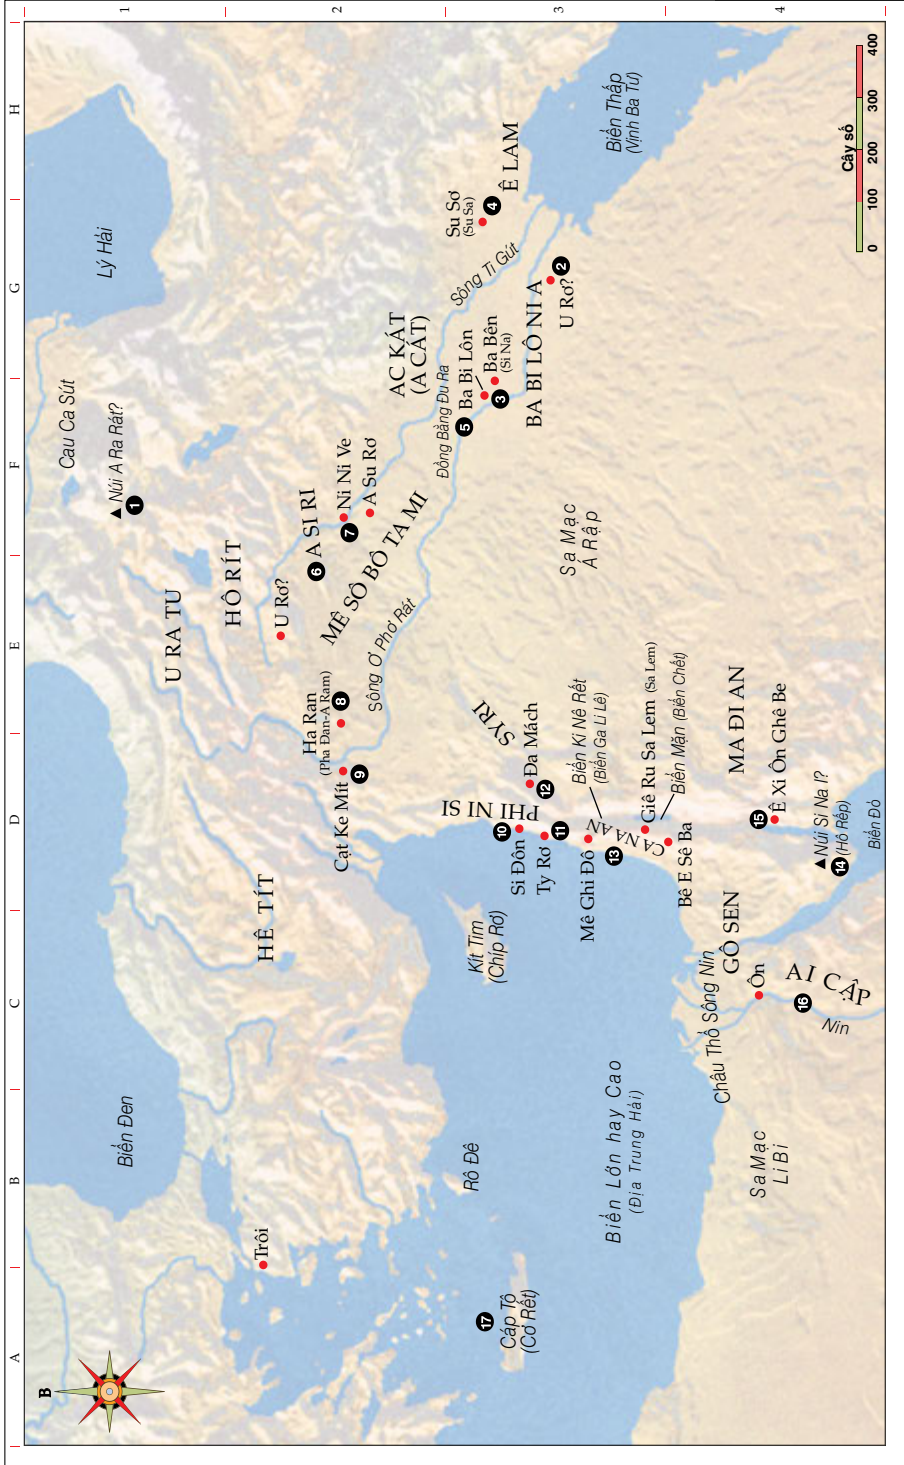 A
B
C
D
E
F
G
H
1
2
3
4
B
Biển Đen
Cau Ca Sút
Lý Hải
Núi A Ra Rát?
1
U RA TU
HÔ RÍT
HÊ TÍT
Trôi
U Rơ?
6
A SI RI
7
Ni Ni Ve
A Su Rơ
MÊ SÔ BÔ TA MI
Ha Ran
(Pha Đan-A Ram)
8
Cạt Ke Mít
9
Sông Ơ Phơ Rát
AC KÁT
(A CÁT)
Đồng Bằng Đu Ra
Sông Ti Gút
Su Sơ
(Su Sa)
4
Ê LAM
5
Ba Bi Lôn
3
Ba Bên
(Si Na)
BA BI LÔ NI A
2
U Rơ?
Biển Thấp
(Vịnh Ba Tư)
Rô Đê
17
Cáp Tô
(Cơ Rết)
Kít Tim
(Chíp Rơ)
SYRI
PHI NI SI
10
Si Đôn
Ty Rơ
11
Đa Mách
12
Biển Ki Nê Rết
(Biển Ga Li Lê)
Mê Ghi Đô
13
CA NA AN
Giê Ru Sa Lem (Sa Lem)
Biển Mặn (Biển Chết)
Bê E Sê Ba
Sa Mạc
Ả Rập
Biển Lớn hay Cao
(Địa Trung Hải)
MA ĐI AN
15
Ê Xi Ôn Ghê Be
Núi Si Na I?
14
(Hô Rếp)
Biển Đỏ
Châu Thổ Sông Nin
GÔ SEN
Ôn
16
AI CẬP
Nin
Sa Mạc
Li Bi
Cây số
0
100
200
300
400